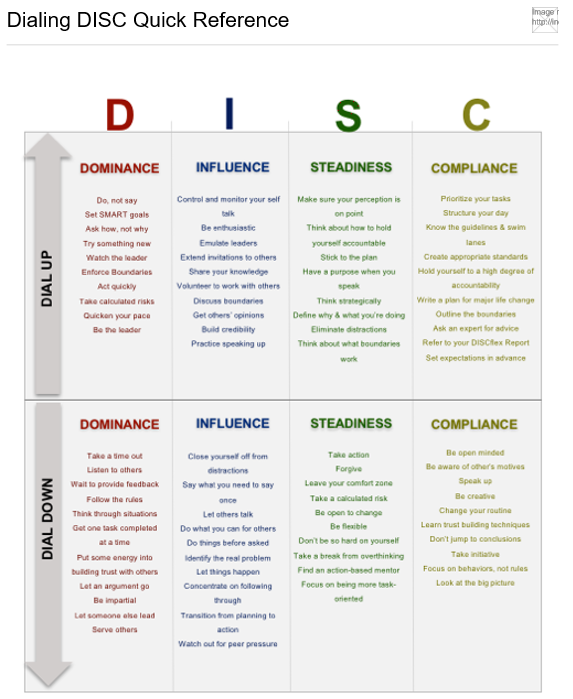 Dialing DISC Quick Reference
Image
http://in
D I S C
DIAL UP
DOMINANCE
Do, not say
Set SMART goals
Ask how, not why
Try something new
Watch the leader
Enforce Boundaries
Act quickly
Take calculated risks
Quicken your pace
Be the leader
INFLUENCE
Control and monitor your self
talk
Be enthusiastic
Emulate leaders
Extend invitations to others
Share your knowledge
Volunteer to work with others
Discuss boundaries
Get others' opinions
Build credibility
Practice speaking up
STEADINESS
Make sure your perception is
on point
Think about how to hold
yourself accountable
Stick to the plan
Have a purpose when you
speak
Think strategically
Define why & what you're doing
Eliminate distractions
Think about what boundaries
work
COMPLIANCE
Prioritize your tasks
Structure your day
Know the guidelines & swim
lanes
Create appropriate standards
Hold yourself to a high degree of
accountability
Write a plan for major life change
Outline the boundaries
Ask an expert for advice
Refer to your DISCflex Report
Set expectations in advance
DIAL DOWN
DOMINANCE
Take a time out
Listen to others
Wait to provide feedback
Follow the rules
Think through situations
Get one task completed
at a time
Put some energy into
building trust with others
Let an argument go
Be impartial
Let someone else lead
Serve others
INFLUENCE
Close yourself off from
distractions
Say what you need to say
once
Let others talk
Do what you can for others
Do things before asked
Identify the real problem
Let things happen
Concentrate on following
through
Transition from planning to
action
Watch out for peer pressure
STEADINESS
Take action
Forgive
Leave your comfort zone
Take a calculated risk
Be open to change
Be flexible
Don't be so hard on yourself
Take a break from overthinking
Find an action-based mentor
Focus on being more task-
oriented
COMPLIANCE
Be open minded
Be aware of other's motives
Speak up
Be creative
Change your routine
Learn trust building techniques
Don't jump to conclusions
Take initiative
Focus on behaviors, not rules
Look at the big picture